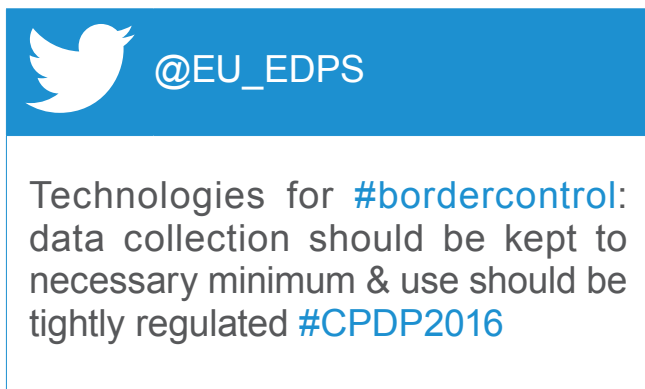 @EU_EDPS
Technologies for #bordercontrol:
data collection should be kept to
necessary minimum & use should be
tightly regulated #CPDP2016